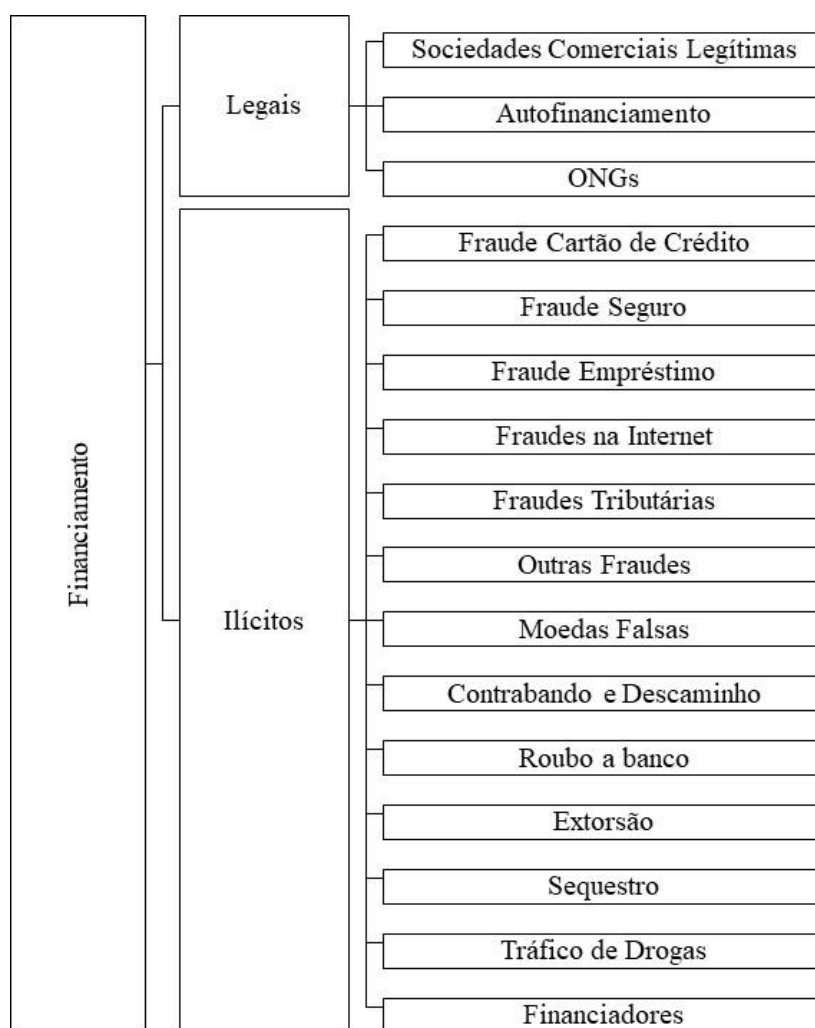 Financiamento
Legais
Sociedades Comerciais Legítimas
Autofinanciamento
ONGs
Ilícitos
Fraude Cartão de Crédito
Fraude Seguro
Fraude Empréstimo
Fraudes na Internet
Fraudes Tributárias
Outras Fraudes
Moedas Falsas
Contrabando e Descaminho
Roubo a banco
Extorsão
Sequestro
Tráfico de Drogas
Financiadores